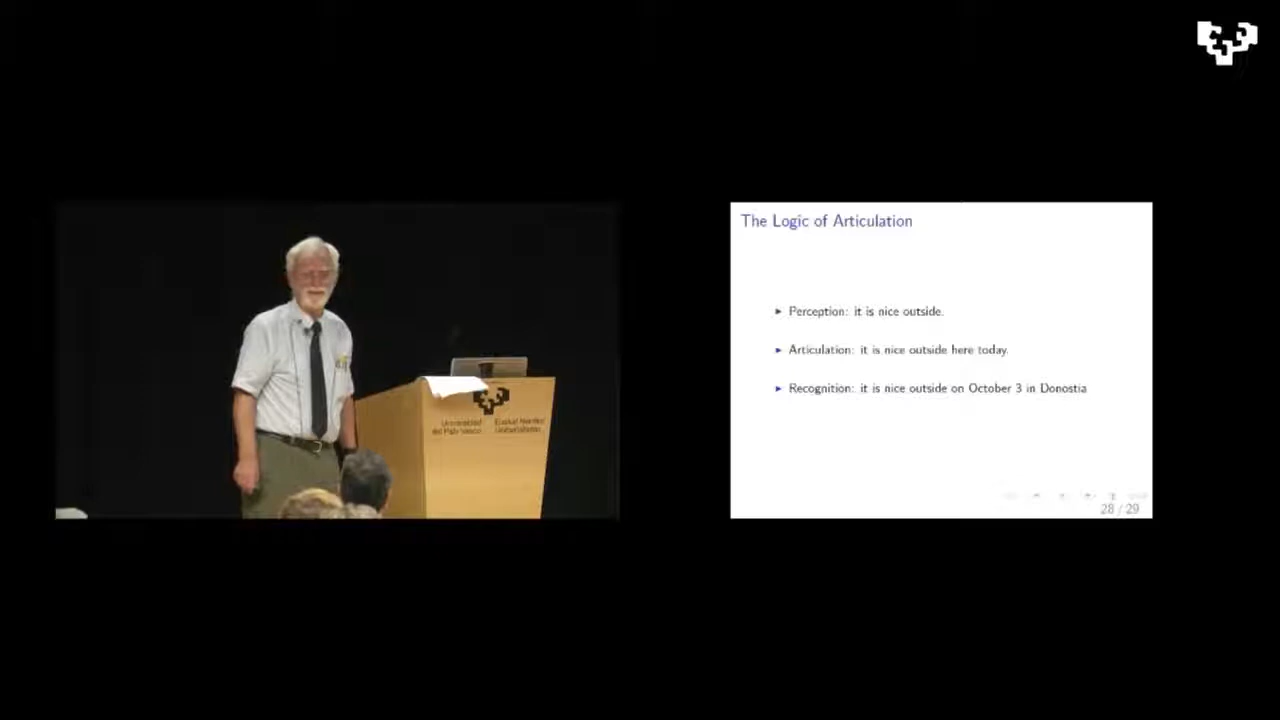 The Logic of Articulation
Perception: it is nice outside.
Articulation: it is nice outside here today.
Recognition: it is nice outside on October 3 in Donostia
28 / 29
Universidad
del País Vasco
Euskal Herriko
Unibertsitatea